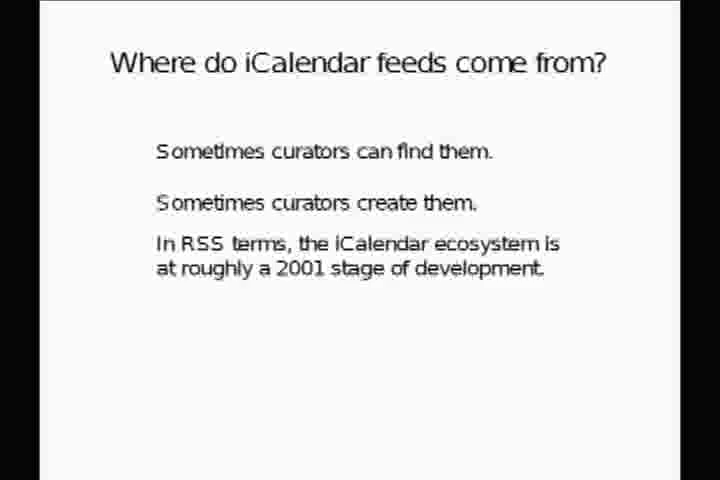 Where do iCalendar feeds come from?
Sometimes curators can find them.
Sometimes curators create them.
In RSS terms, the iCalendar ecosystem is
at roughly a 2001 stage of development.